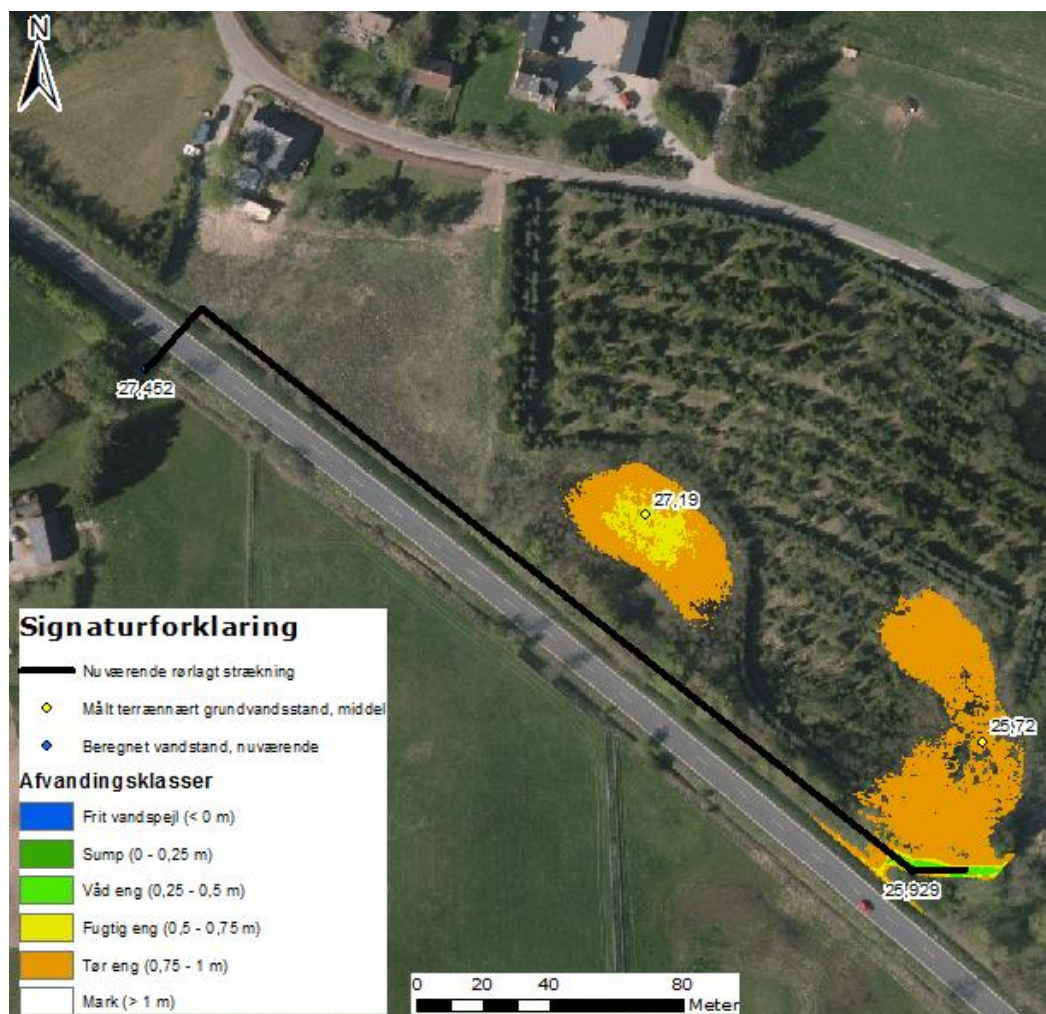 N
27,452
27,19
25,72
25,929
Signaturforklaring
Nuværende rørlagt strækning
Målt terrænnært grundvandsstand, middel
Beregnet vandstand, nuværende
Afvandingsklasser
Frit vandspejl (< 0 m)
Sump (0 - 0,25 m)
Våd eng (0,25 - 0,5 m)
Fugtig eng (0,5 - 0,75 m)
Tør eng (0,75 - 1 m)
Mark (> 1 m)
0 20 40 80
Meter